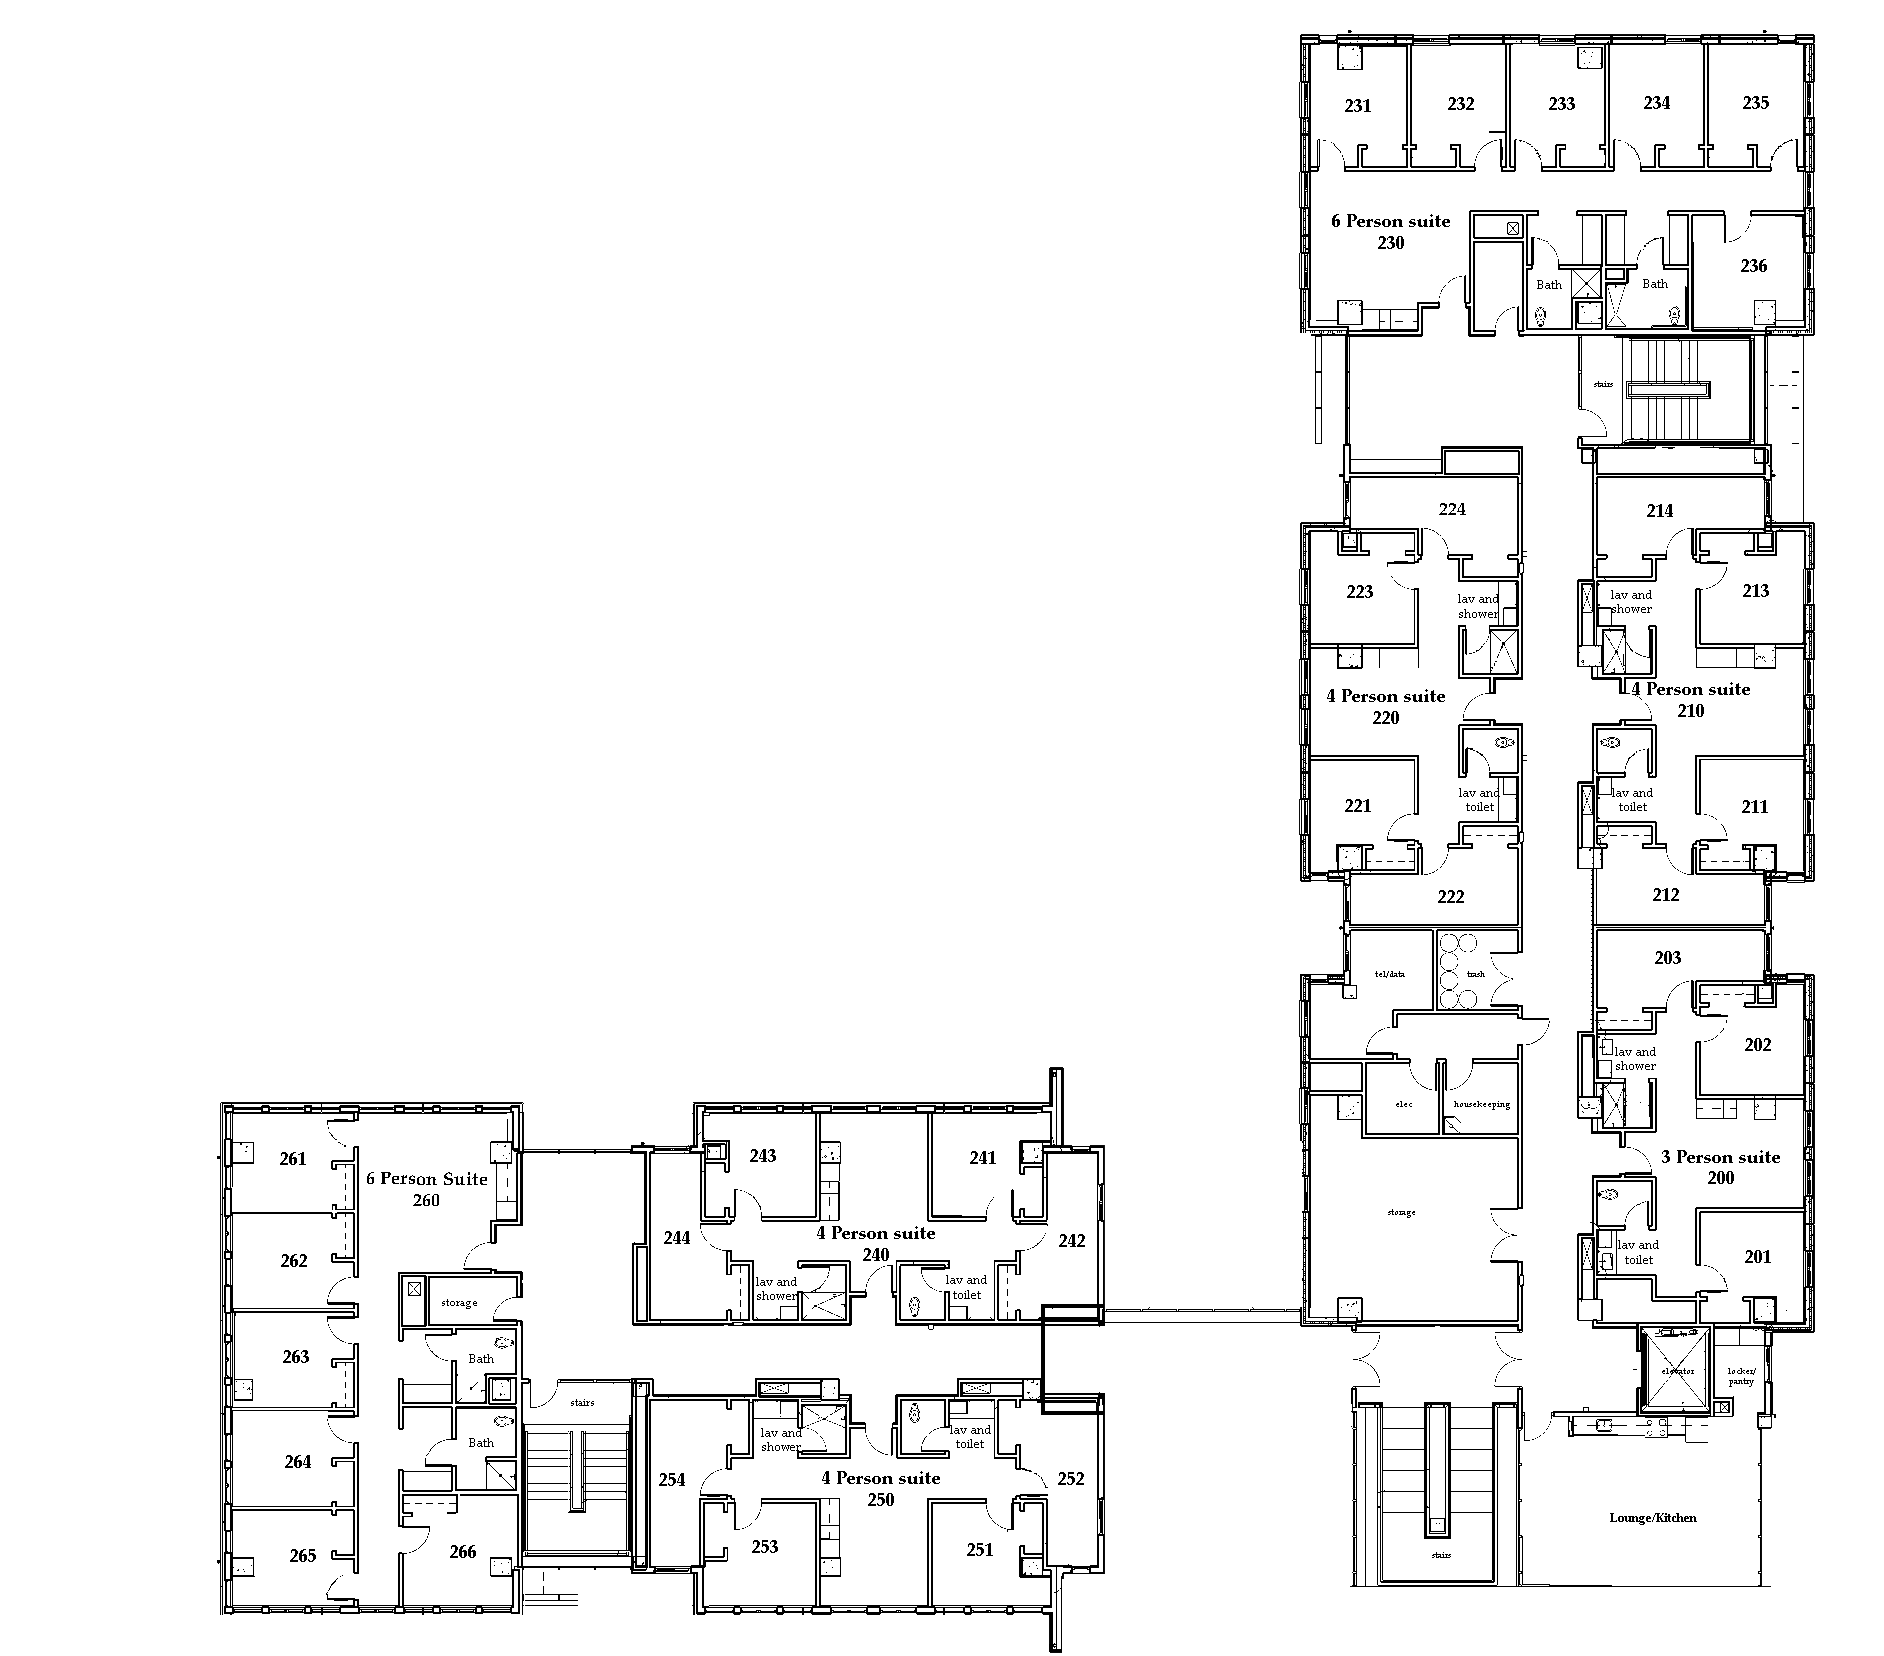 231
232
233
234
235
6 Person suite
230
236
Bath
Bath
stairs
224
214
223
lav and
shower
lav and
shower
213
4 Person suite
220
4 Person suite
210
221
lav and
toilet
lav and
toilet
211
222
212
203
tel/data
trash
lav and
shower
202
elec
housekeeping
3 Person suite
200
storage
lav and
toilet
201
elevator
locker/
pantry
Lounge/Kitchen
stairs
261
6 Person Suite
260
262
storage
263
Bath
264
Bath
265
266
stairs
243
241
244
4 Person suite
240
242
lav and
shower
lav and
toilet
lav and
shower
lav and
toilet
254
4 Person suite
250
252
253
251